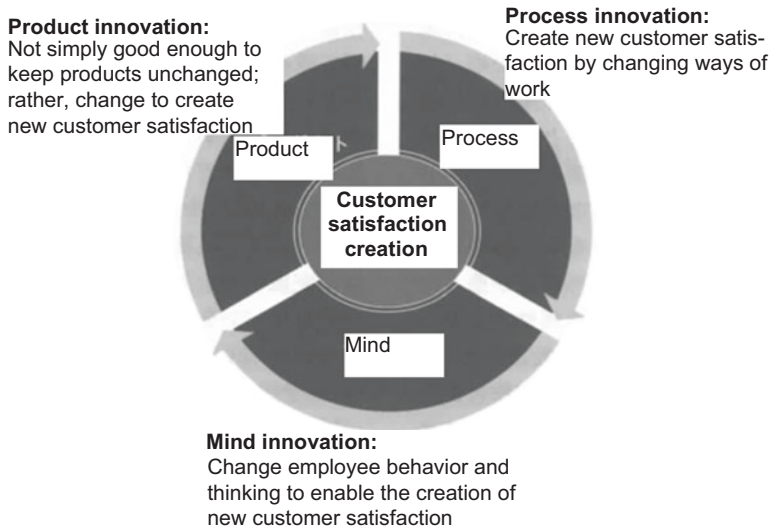 Product innovation:
Not simply good enough to
keep products unchanged;
rather, change to create
new customer satisfaction
Process innovation:
Create new customer satis-
faction by changing ways of
work
Product
ト
Process
Customer
satisfaction
creation
Mind
Mind innovation:
Change employee behavior and
thinking to enable the creation of
new customer satisfaction